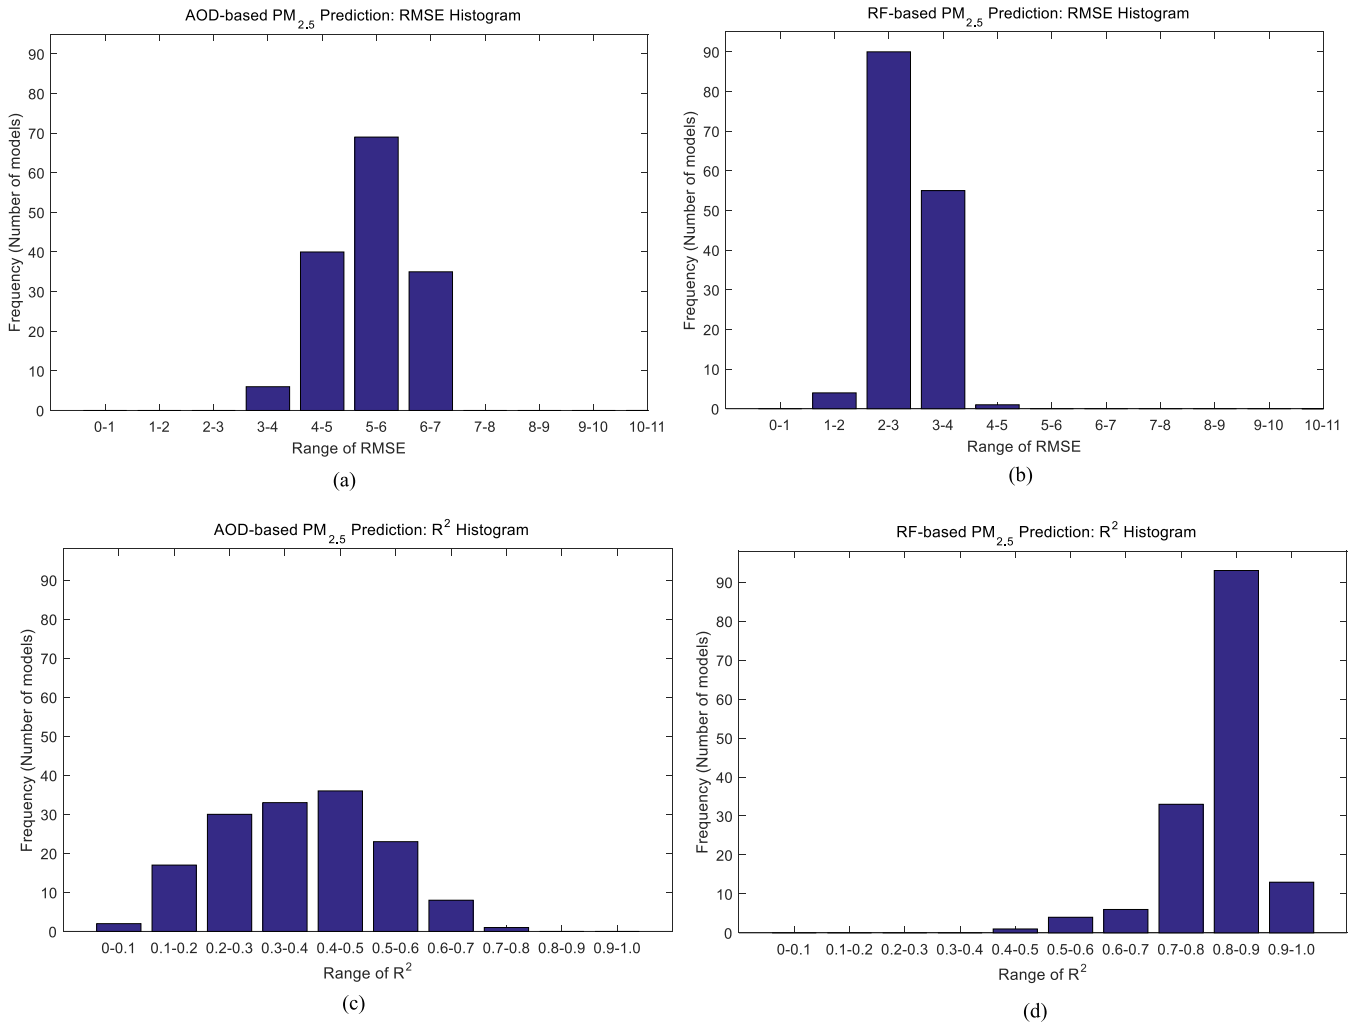 AOD-based PM2.5 Prediction: RMSE Histogram
Frequency (Number of models)
90
80
70
60
50
40
30
20
10
0
0-1 1-2 2-3 3-4 4-5 5-6 6-7 7-8 8-9 9-10 10-11
Range of RMSE
(a)
RF-based PM2.5 Prediction: RMSE Histogram
Frequency (Number of models)
90
80
70
60
50
40
30
20
10
0
0-1 1-2 2-3 3-4 4-5 5-6 6-7 7-8 8-9 9-10 10-11
Range of RMSE
(b)
AOD-based PM2.5 Prediction: R2 Histogram
Frequency (Number of models)
90
80
70
60
50
40
30
20
10
0
0-0.1 0.1-0.2 0.2-0.3 0.3-0.4 0.4-0.5 0.5-0.6 0.6-0.7 0.7-0.8 0.8-0.9 0.9-1.0
Range of R2
(c)
RF-based PM2.5 Prediction: R2 Histogram
Frequency (Number of models)
90
80
70
60
50
40
30
20
10
0
0-0.1 0.1-0.2 0.2-0.3 0.3-0.4 0.4-0.5 0.5-0.6 0.6-0.7 0.7-0.8 0.8-0.9 0.9-1.0
Range of R2
(d)